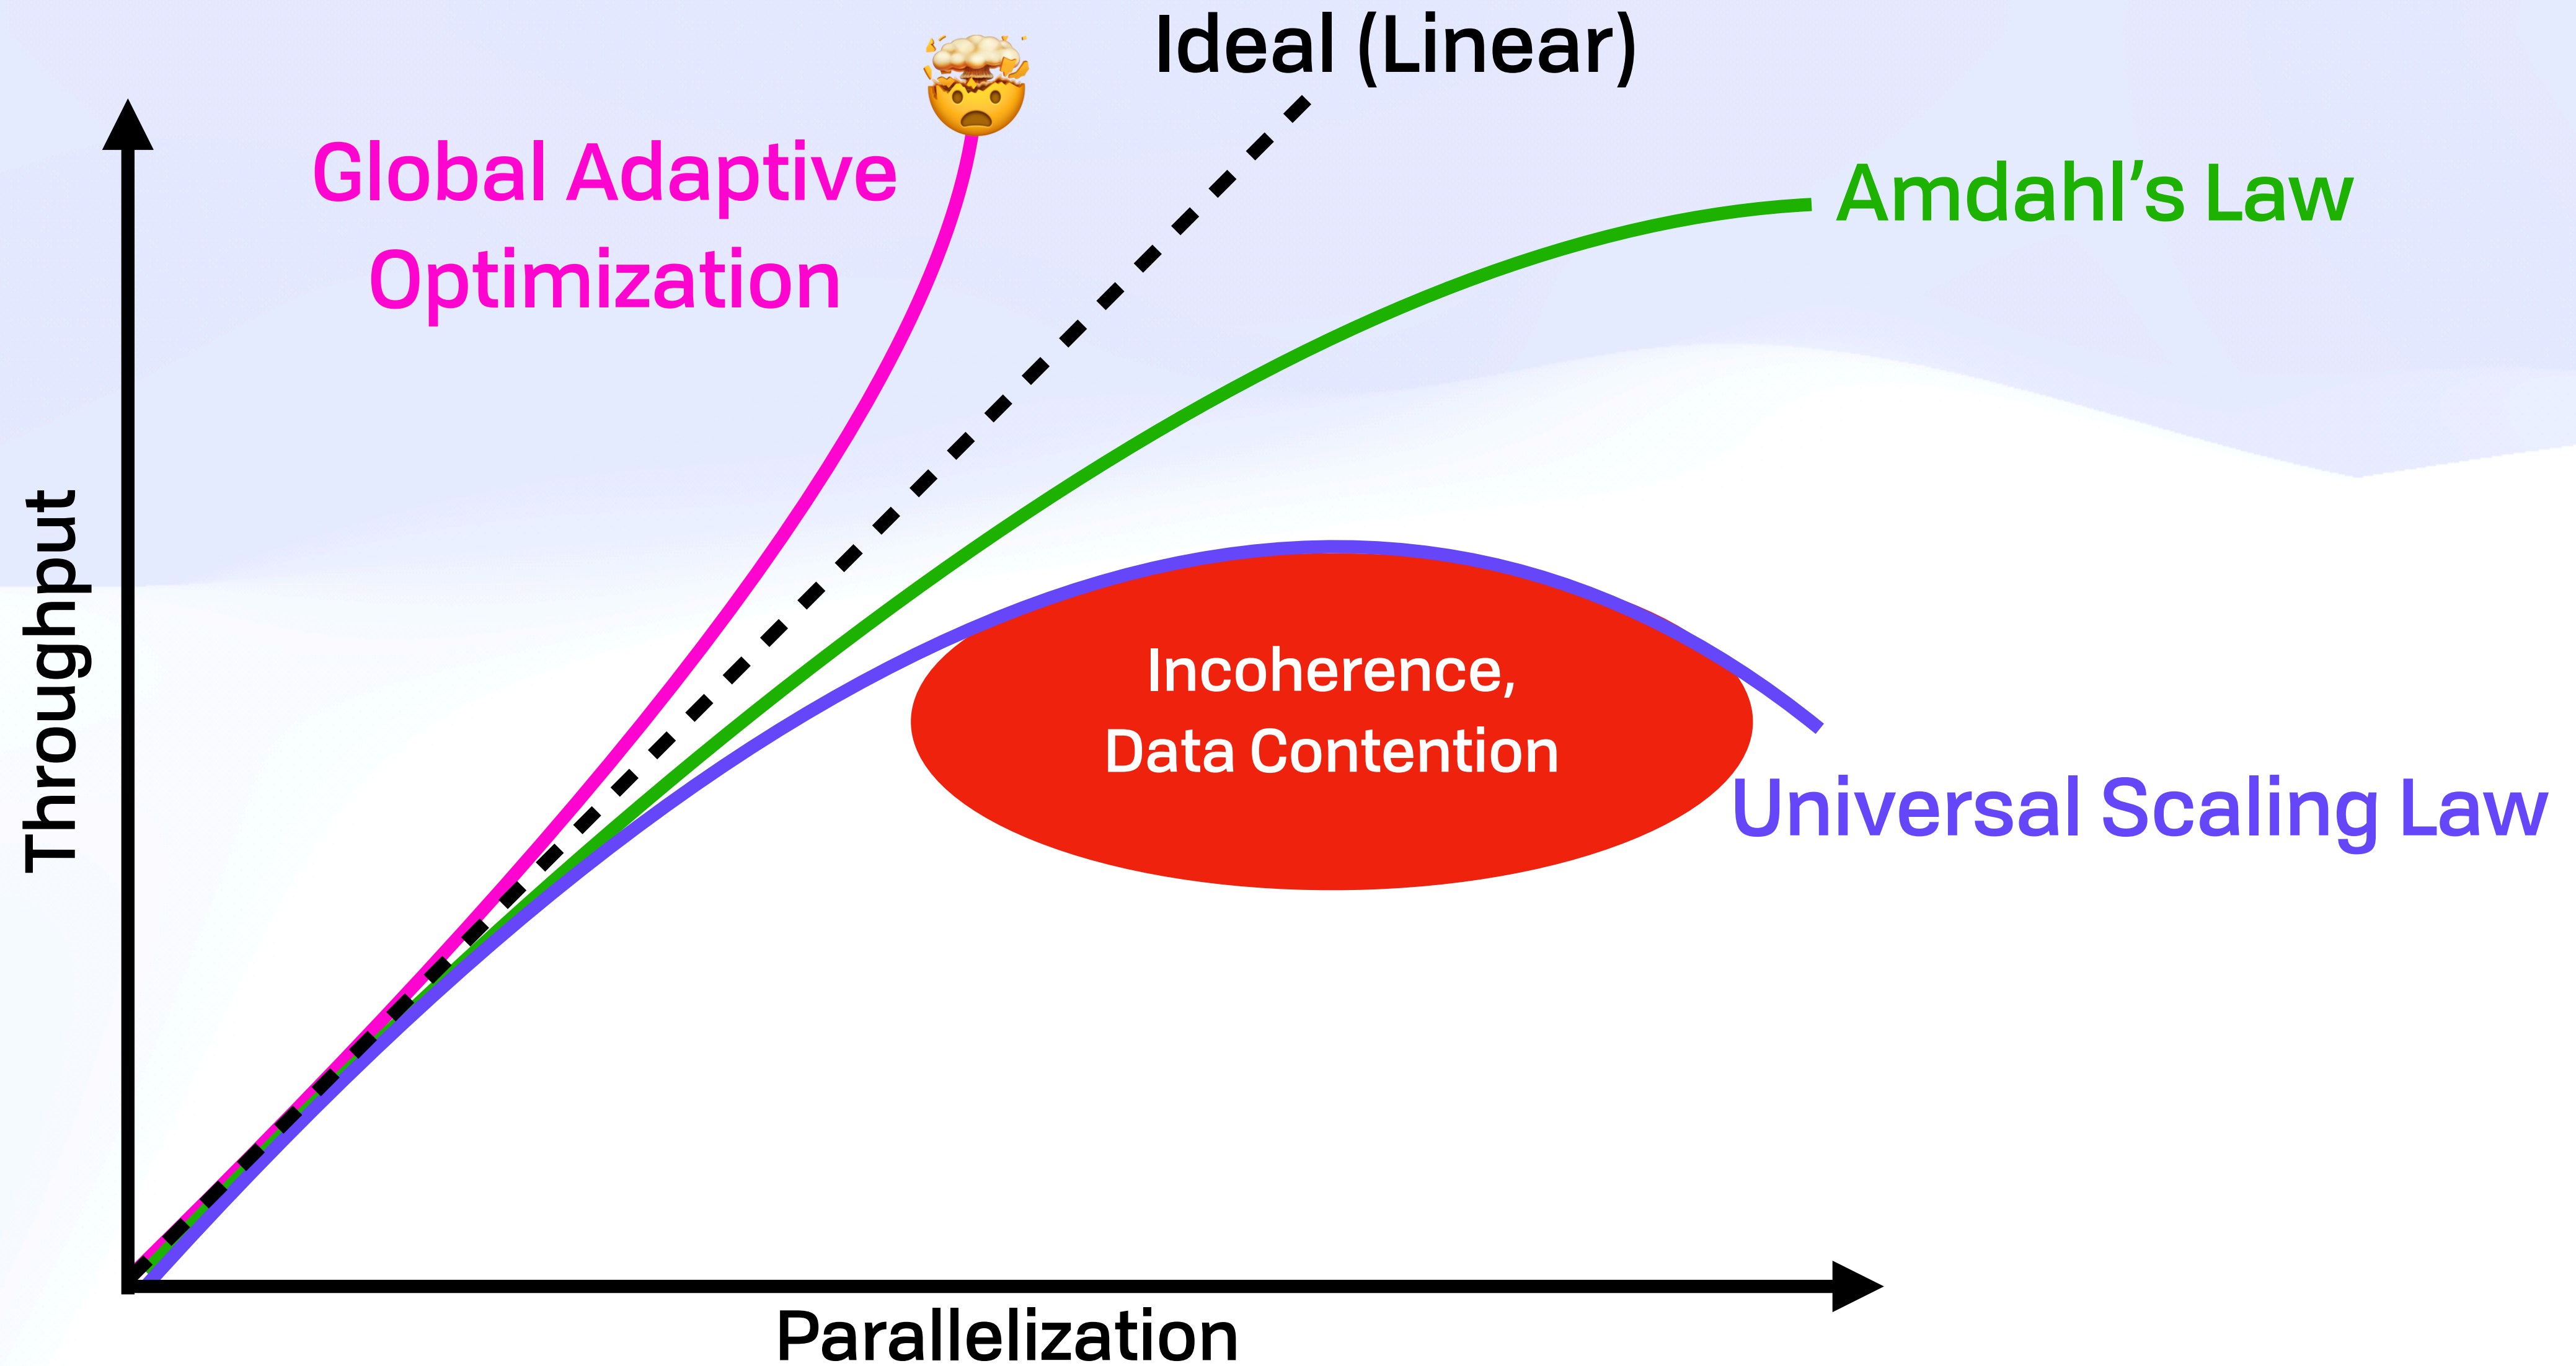 Ideal (Linear)
Global Adaptive
Optimization
Amdahl’s Law
Throughput
Incoherence,
Data Contention
Universal Scaling Law
Parallelization